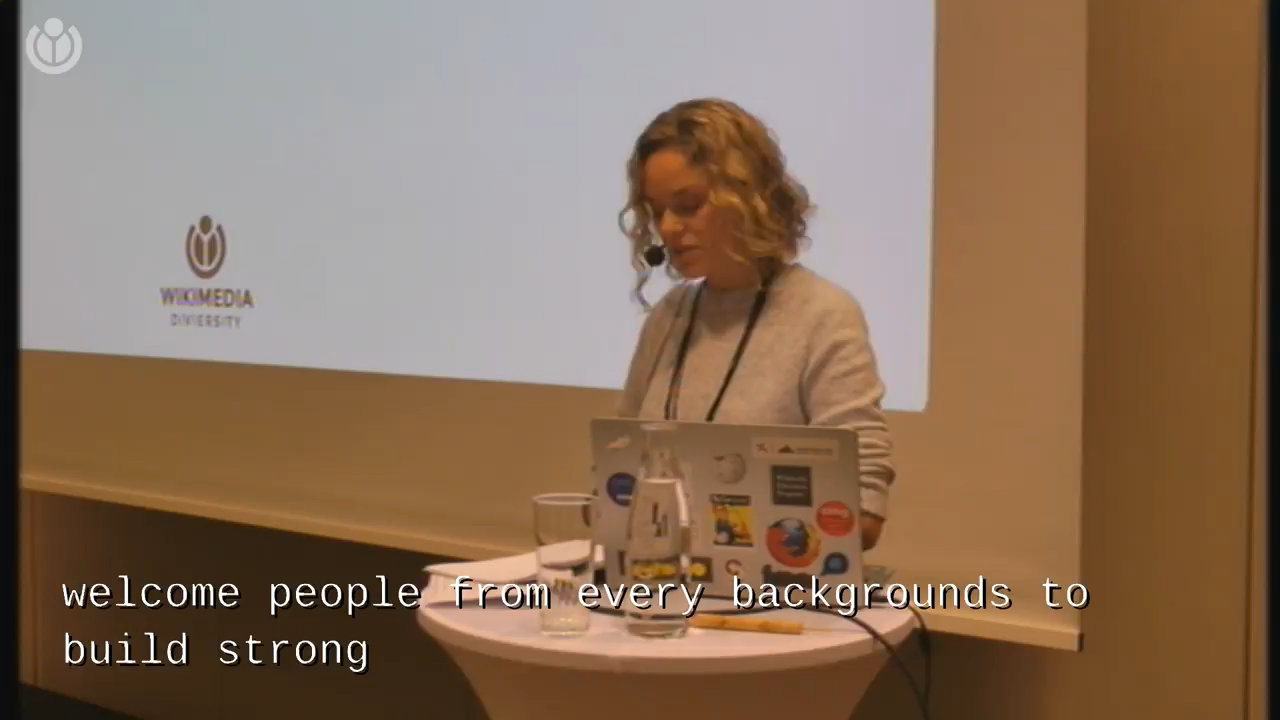 WIKIMEDIA
DIVERSITY
welcome people from every backgrounds to
build strong